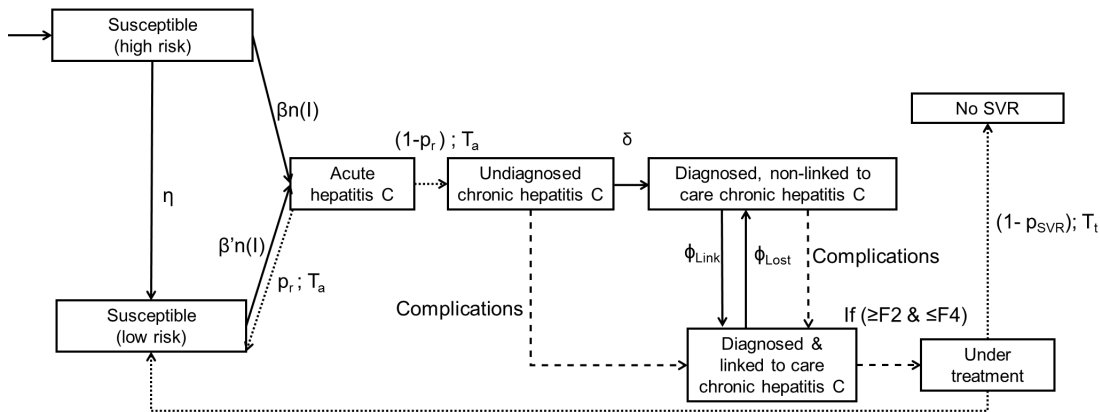 Susceptible
(high risk)
βn(I)
No SVR
(1-pr) ; Ta
δ
Acute
hepatitis C
Undiagnosed
chronic hepatitis C
Diagnosed, non-linked to
care chronic hepatitis C
η
(1- pSVR); Tt
β’n(I)
ϕLink
ϕLost
Complications
pr ; Ta
Complications
If (≥F2 & ≤F4)
Susceptible
(low risk)
Diagnosed &
linked to care
chronic hepatitis C
Under
treatment